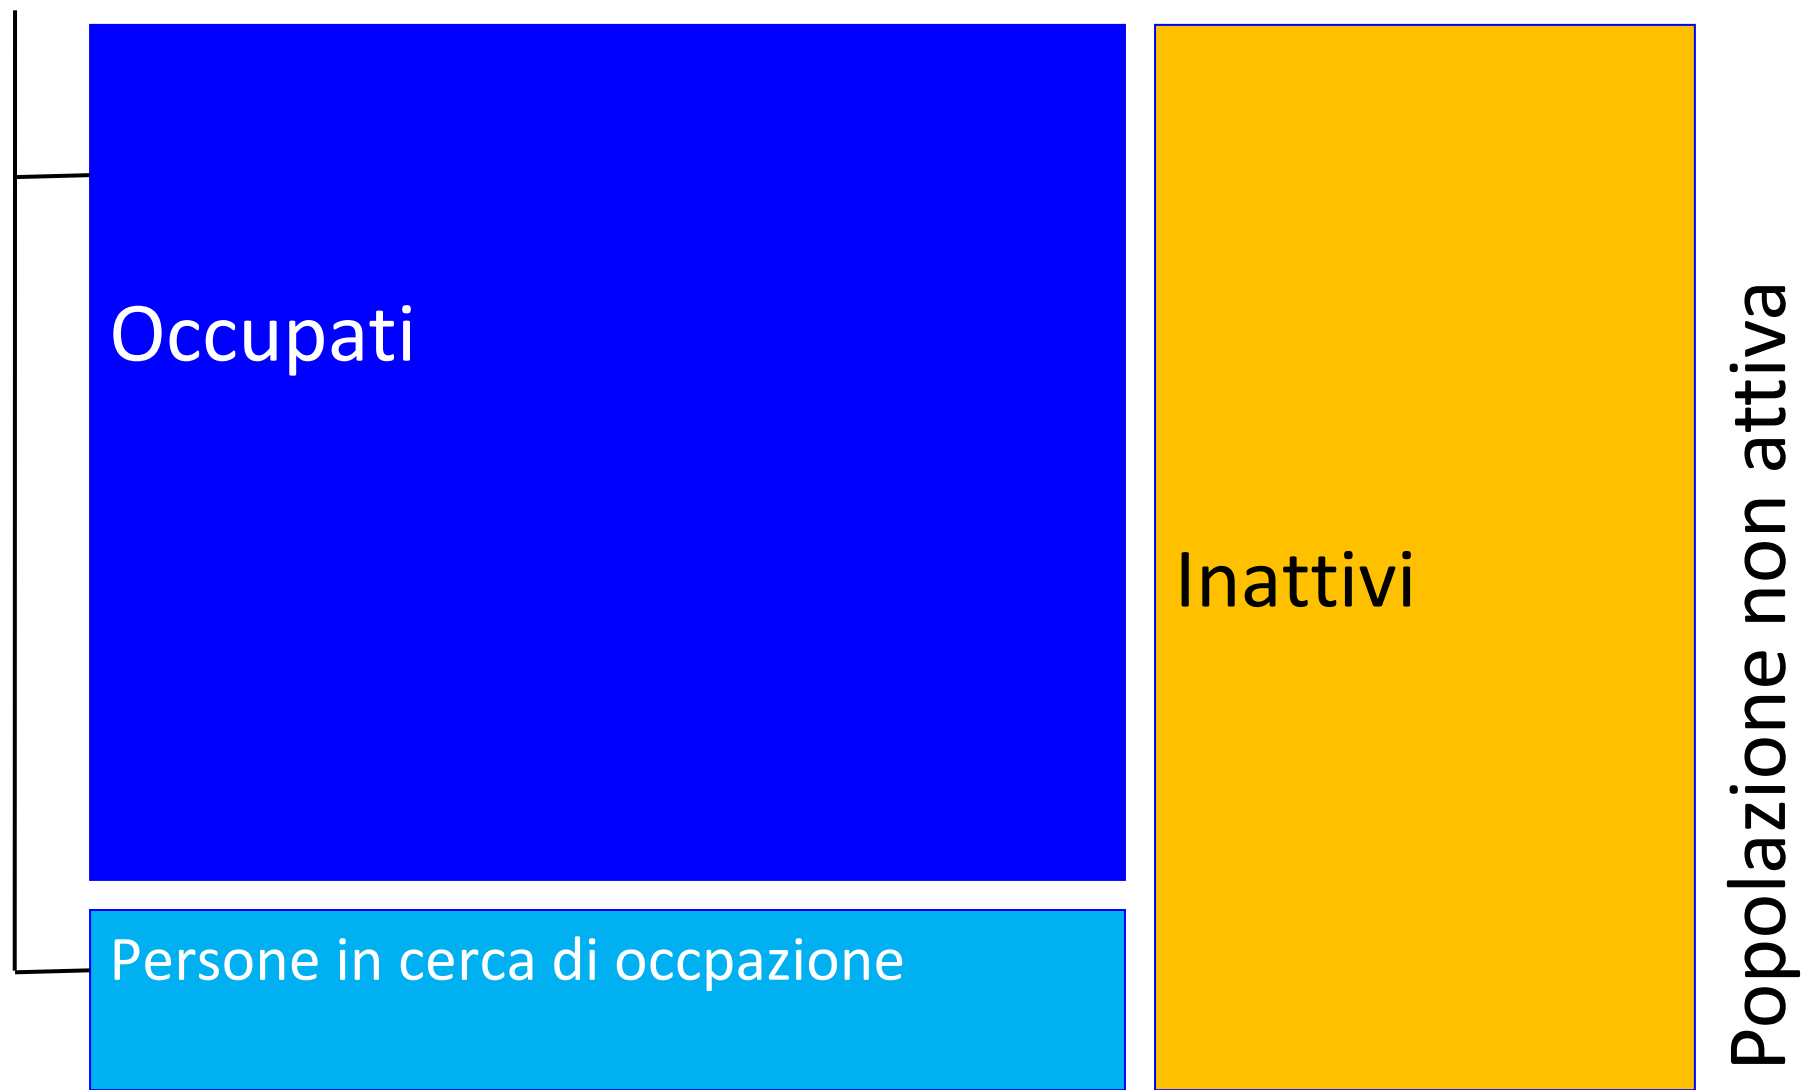 Occupati
Persone in cerca di occpazione
Inattivi
Popolazione non attiva